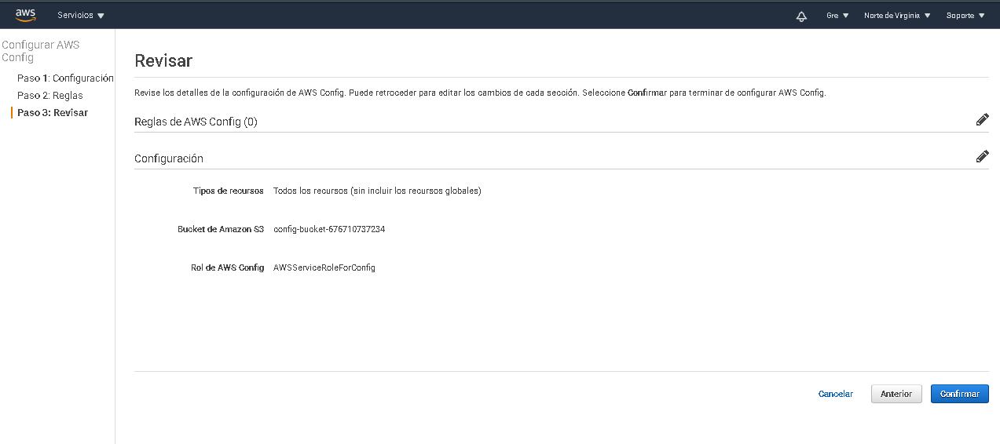 aws
Servicios
Gre
Norte de Virginia
Soporte
Configurar AWS
Config
Paso 1: Configuración
Paso 2: Reglas
Paso 3: Revisar
Revisar
Revise los detalles de la configuración de AWS Config. Puede retroceder para editar los cambios de cada sección. Seleccione Confirmar para terminar de configurar AWS Config.
Reglas de AWS Config (0)
Configuración
Tipos de recursos Todos los recursos (sin incluir los recursos globales)
Bucket de Amazon S3 config-bucket-676710737234
Rol de AWS Config AWSServiceRoleForConfig
Cancelar
Anterior
Confirmar